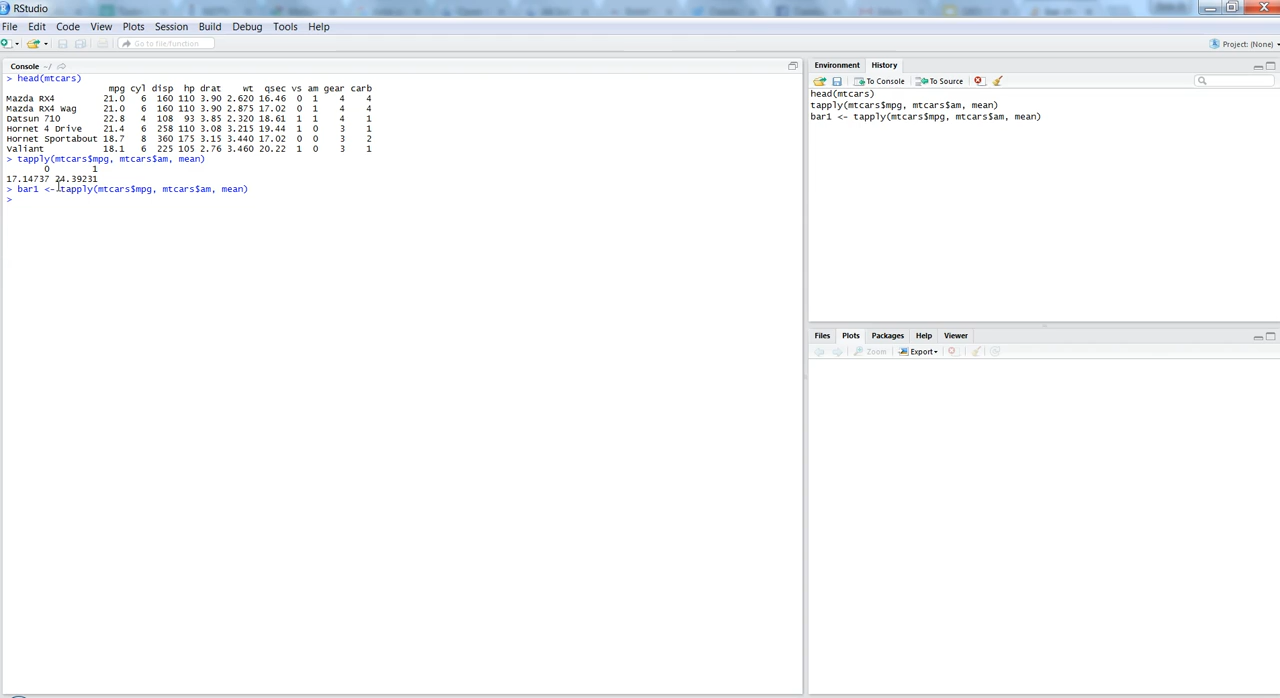 RStudio
File Edit Code View Plots Session Build Debug Tools Help
Go to file/function Project: (None)
Console ~/
> head(mtcars)
mpg cyl disp hp drat wt qsec vs am gear carb
Mazda RX4 21.0 6 160 110 3.90 2.620 16.46 0 1 4 4
Mazda RX4 Wag 21.0 6 160 110 3.90 2.875 17.02 0 1 4 4
Datsun 710 22.8 4 108 93 3.85 2.320 18.61 1 1 4 1
Hornet 4 Drive 21.4 6 258 110 3.08 3.215 19.44 1 0 3 1
Hornet Sportabout 18.7 8 360 175 3.15 3.440 17.02 0 0 3 2
Valiant 18.1 6 225 105 2.76 3.460 20.22 1 0 3 1
> tapply(mtcars$mpg, mtcars$am, mean)
0 1
17.14737 24.39231
> bar1 <- tapply(mtcars$mpg, mtcars$am, mean)
>
Environment History
To Console To Source
head(mtcars)
tapply(mtcars$mpg, mtcars$am, mean)
bar1 <- tapply(mtcars$mpg, mtcars$am, mean)
Files Plots Packages Help Viewer
Zoom Export